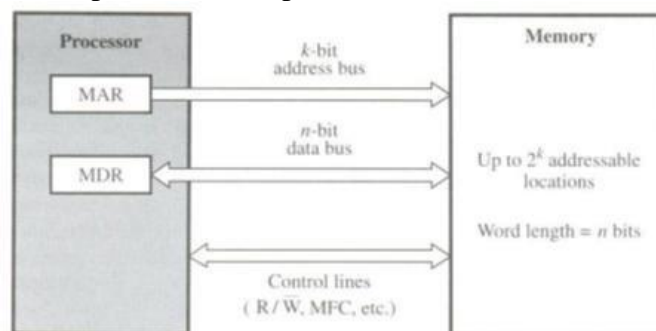 Processor
Memory
k-bit
address bus
MAR
n-bit
data bus
MDR
Up to 2^k addressable
locations
Word length = n bits
Control lines
( R / W̅, MFC, etc.)